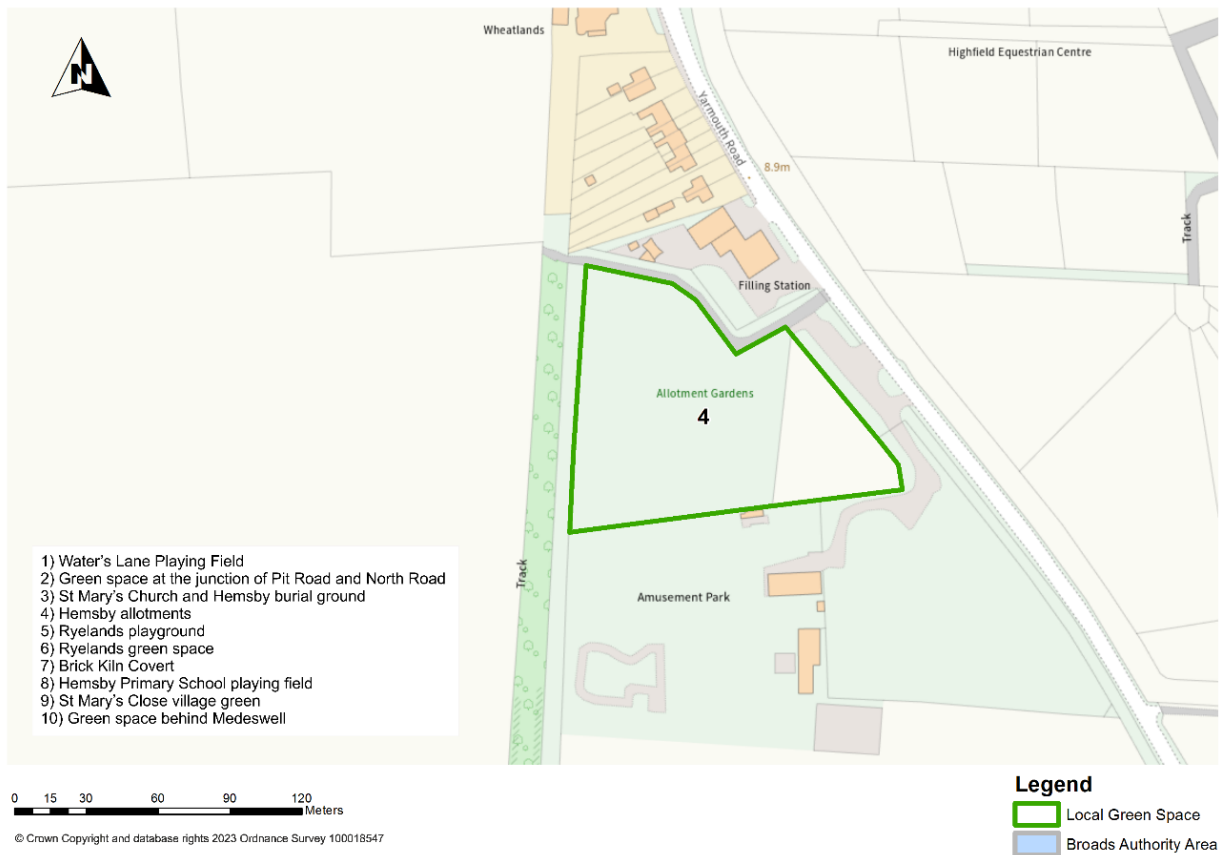 Wheatlands
Highfield Equestrian Centre
N
Yarmouth Road
8.9m
Track
Filling Station
Allotment Gardens
4
Track
Amusement Park
1) Water's Lane Playing Field
2) Green space at the junction of Pit Road and North Road
3) St Mary's Church and Hemsby burial ground
4) Hemsby allotments
5) Ryelands playground
6) Ryelands green space
7) Brick Kiln Covert
8) Hemsby Primary School playing field
9) St Mary's Close village green
10) Green space behind Medeswell
0 15 30 60 90 120
Meters
© Crown Copyright and database rights 2023 Ordnance Survey 100018547
Legend
Local Green Space
Broads Authority Area